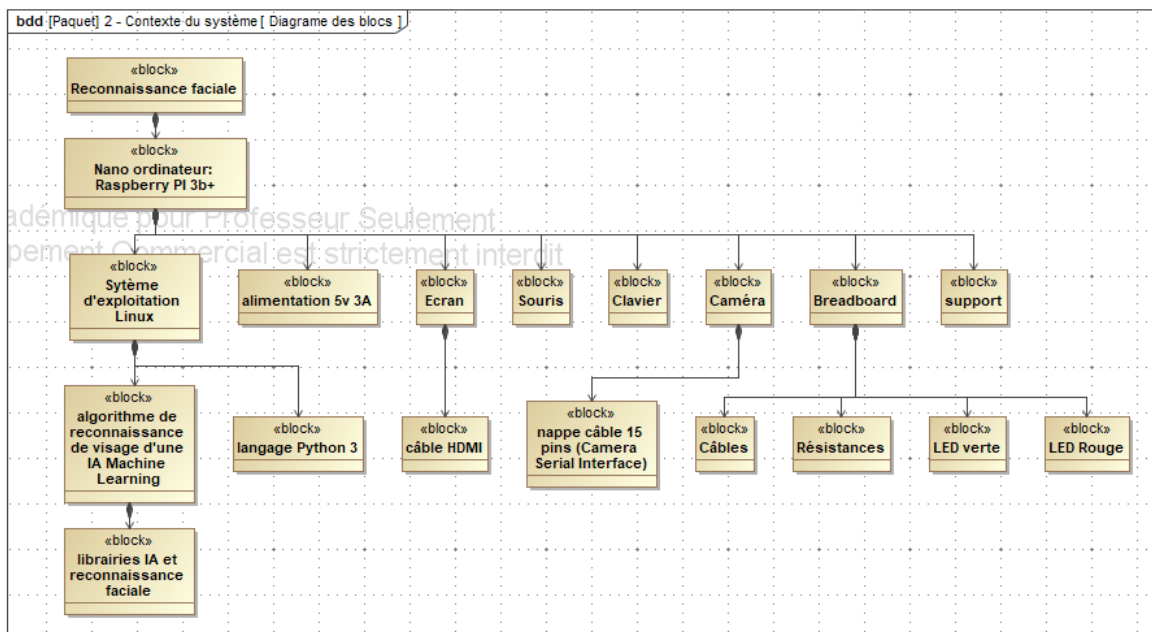 bdd [Paquet] 2 - Contexte du système [ Diagrame des blocs ]
«block»
Reconnaissance faciale
«block»
Nano ordinateur:
Raspberry PI 3b+
adémique pour Professeur Seulement
pement Commercial est strictement interdit
«block»
Sytème
d'exploitation
Linux
«block»
alimentation 5v 3A
«block»
Ecran
«block»
Souris
«block»
Clavier
«block»
Caméra
«block»
Breadboard
«block»
support
«block»
algorithme de
reconnaissance
de visage d'une
IA Machine
Learning
«block»
langage Python 3
«block»
câble HDMI
«block»
nappe câble 15
pins (Camera
Serial Interface)
«block»
Câbles
«block»
Résistances
«block»
LED verte
«block»
LED Rouge
«block»
librairies IA et
reconnaissance
faciale